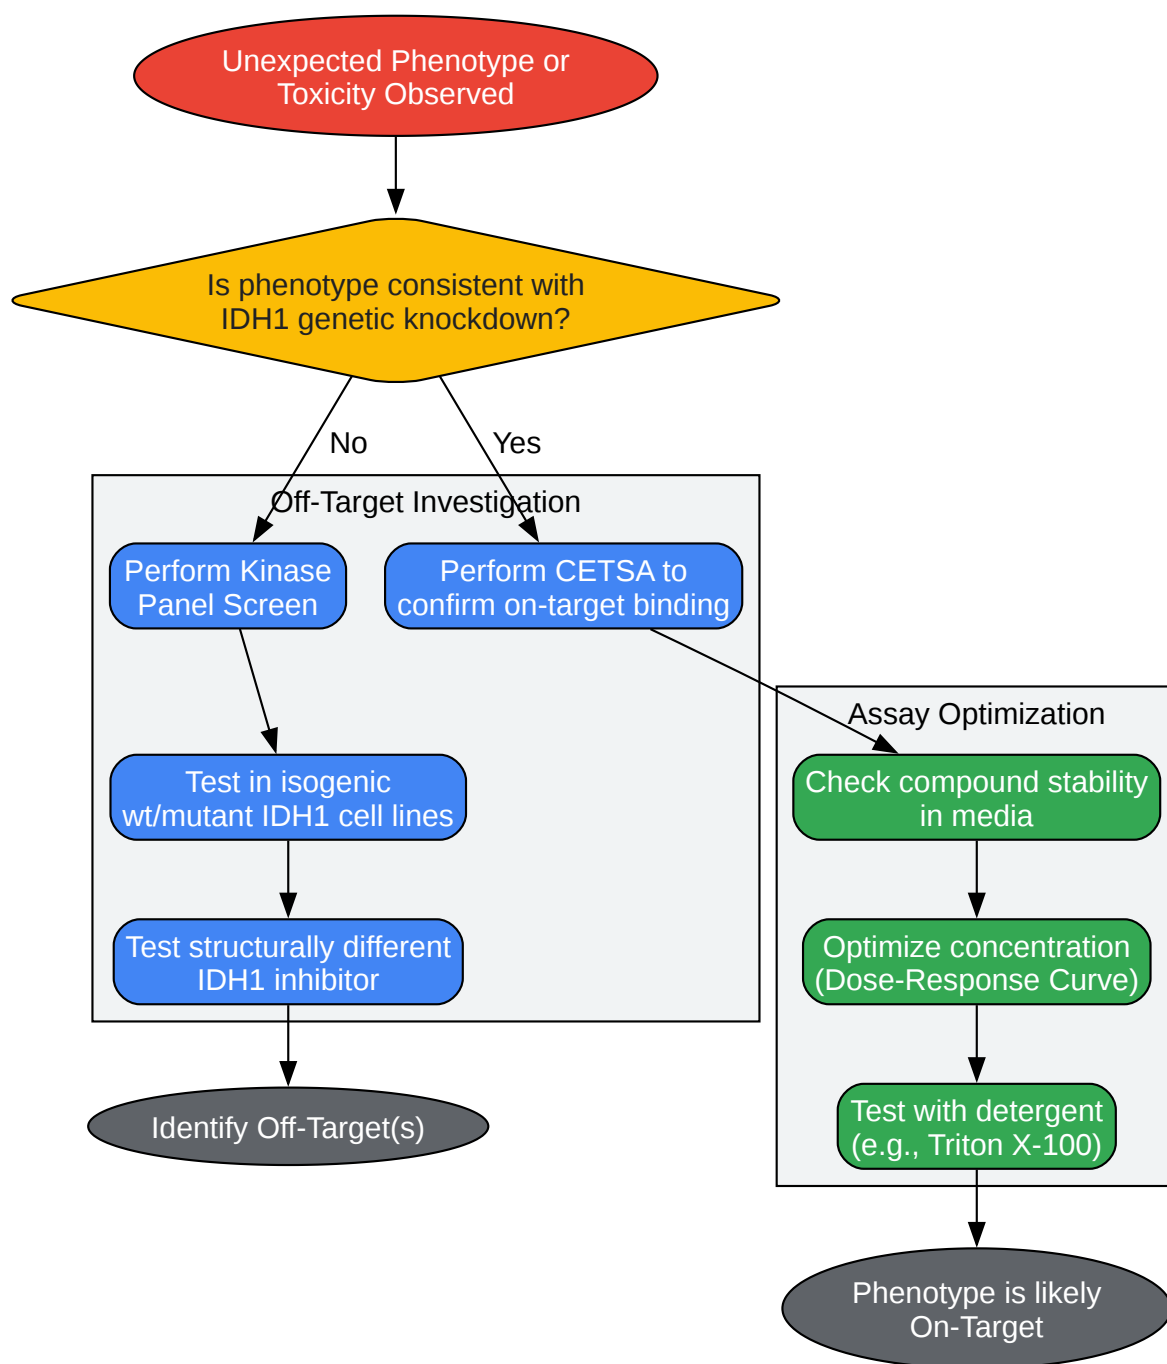 Unexpected Phenotype or
Toxicity Observed
Is phenotype consistent with
IDH1 genetic knockdown?
No
Yes
Off-Target Investigation
Perform Kinase
Panel Screen
Perform CETSA to
confirm on-target binding
Assay Optimization
Test in isogenic
wt/mutant IDH1 cell lines
Check compound stability
in media
Test structurally different
IDH1 inhibitor
Optimize concentration
(Dose-Response Curve)
Identify Off-Target(s)
Test with detergent
(e.g., Triton X-100)
Phenotype is likely
On-Target